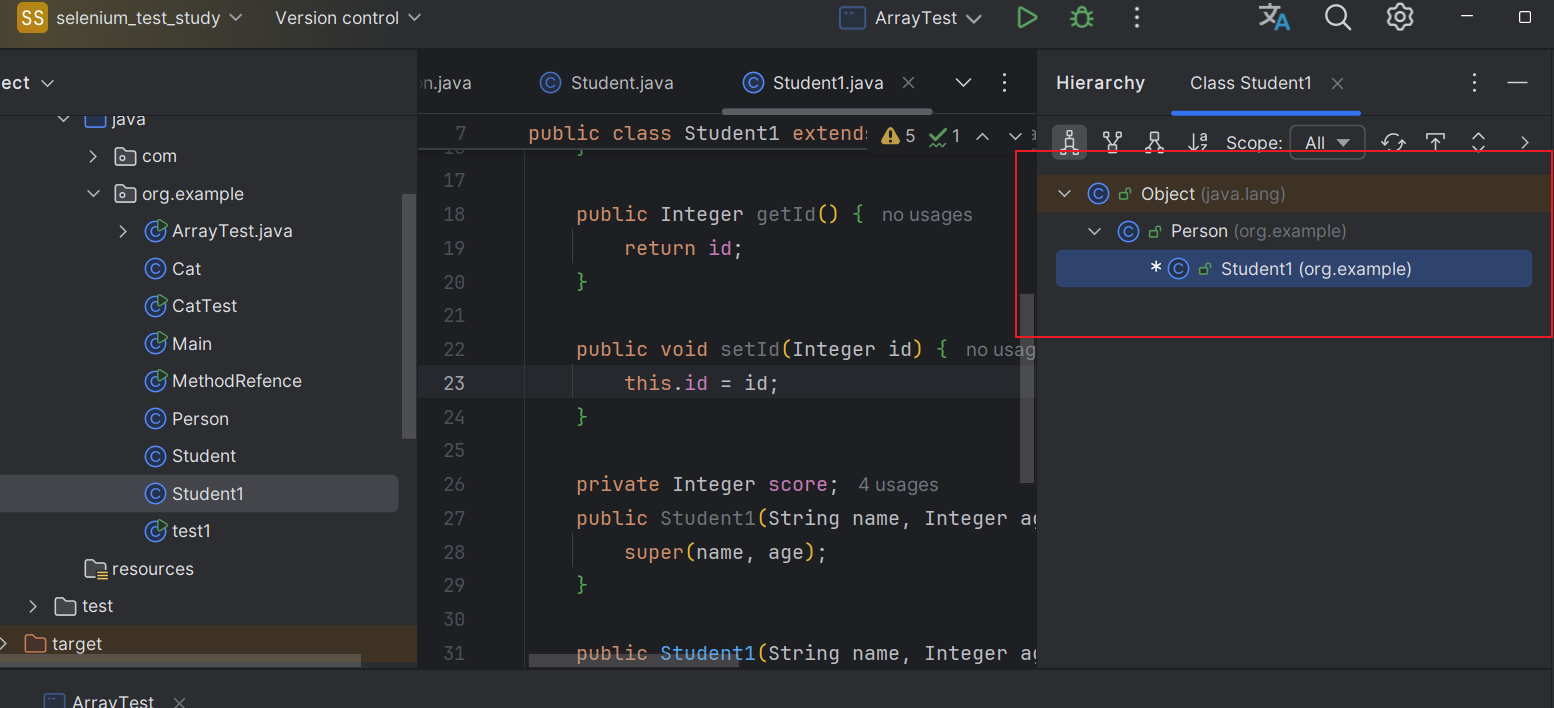 SS selenium_test_study Version control ArrayTest
ect
java
com
org.example
ArrayTest.java
Cat
CatTest
Main
MethodRefence
Person
Student
Student1
test1
resources
test
target
n.java Student.java Student1.java
7 public class Student1 extends 5 1
}
17
18 public Integer getId() { no usages
19 return id;
20 }
21
22 public void setId(Integer id) { no usag
23 this.id = id;
24 }
25
26 private Integer score; 4 usages
27 public Student1(String name, Integer ag
28 super(name, age);
29 }
30
31 public Student1(String name, Integer ag
Hierarchy Class Student1
Scope: All
Object (java.lang)
Person (org.example)
* Student1 (org.example)
ArrayTest